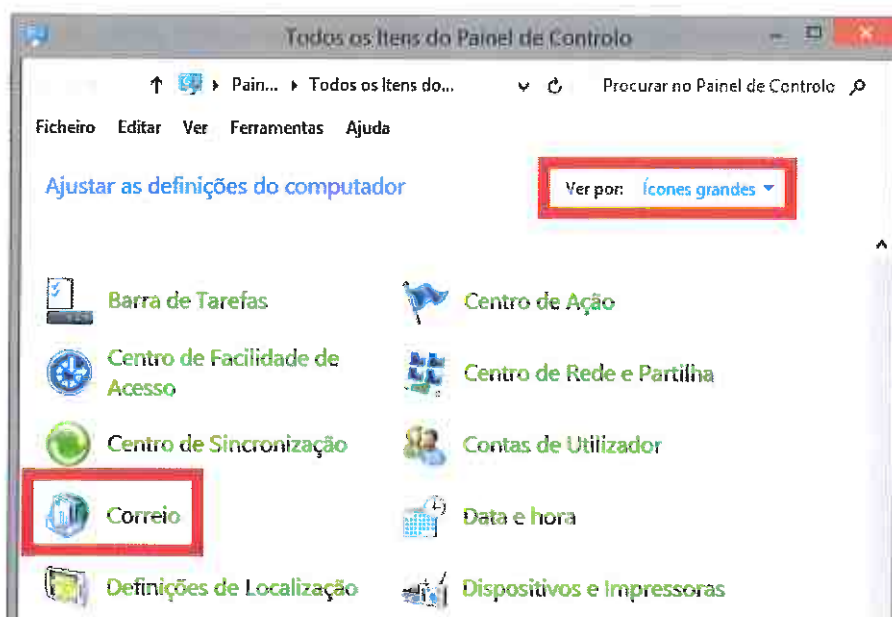 Todos os Itens do Painel de Controlo
Pain... Todos os Itens do...
Procurar no Painel de Controlo
Ficheiro Editar Ver Ferramentas Ajuda
Ajustar as definições do computador
Ver por: Ícones grandes
Barra de Tarefas
Centro de Ação
Centro de Facilidade de
Acesso
Centro de Rede e Partilha
Centro de Sincronização
Contas de Utilizador
Correio
Data e hora
Definições de Localização
Dispositivos e Impressoras